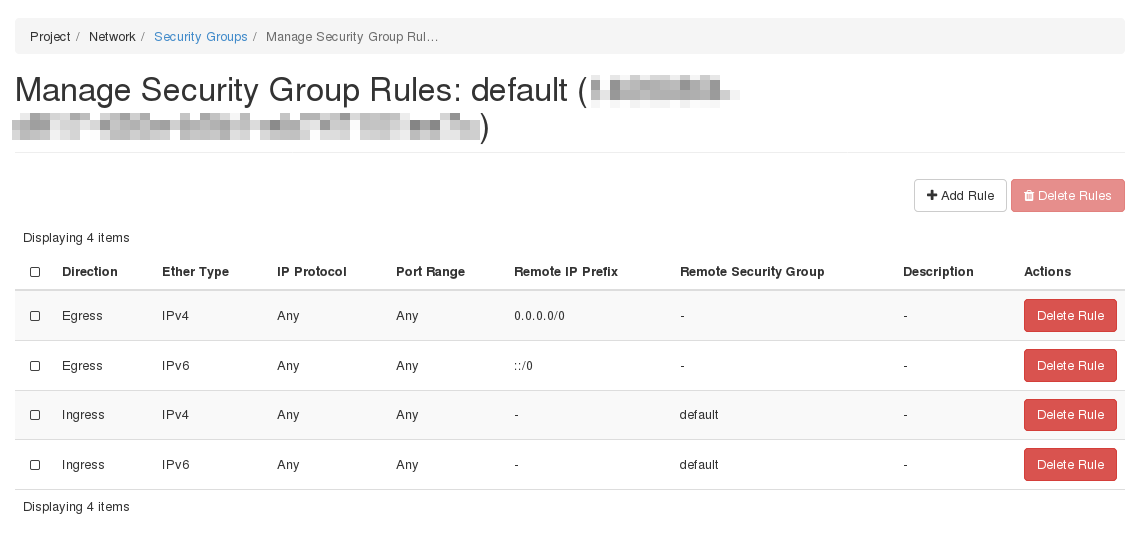 Project / Network / Security Groups / Manage Security Group Rul…
Manage Security Group Rules: default (
)
Add Rule Delete Rules
Displaying 4 items
Direction Ether Type IP Protocol Port Range Remote IP Prefix Remote Security Group Description Actions
Egress IPv4 Any Any 0.0.0.0/0 - - Delete Rule
Egress IPv6 Any Any ::/0 - - Delete Rule
Ingress IPv4 Any Any - default - Delete Rule
Ingress IPv6 Any Any - default - Delete Rule
Displaying 4 items